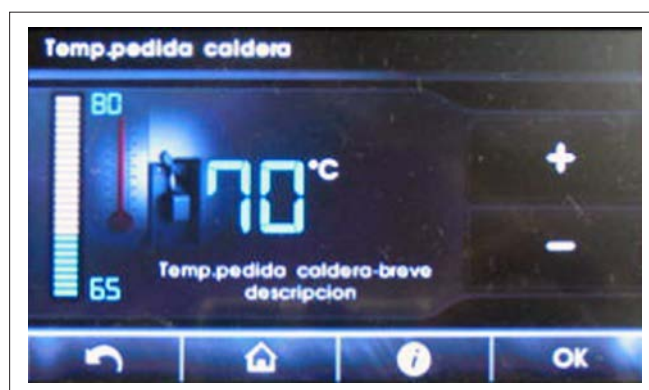 Temp.pedida caldera
80
70 °C
65
Temp.pedida caldera-breve
descripcion
OK